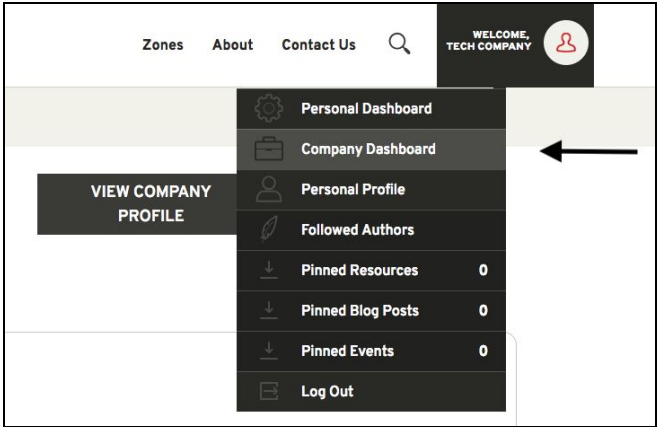 Zones About Contact Us WELCOME,
TECH COMPANY
Personal Dashboard
Company Dashboard
VIEW COMPANY
PROFILE
Personal Profile
Followed Authors
Pinned Resources 0
Pinned Blog Posts 0
Pinned Events 0
Log Out